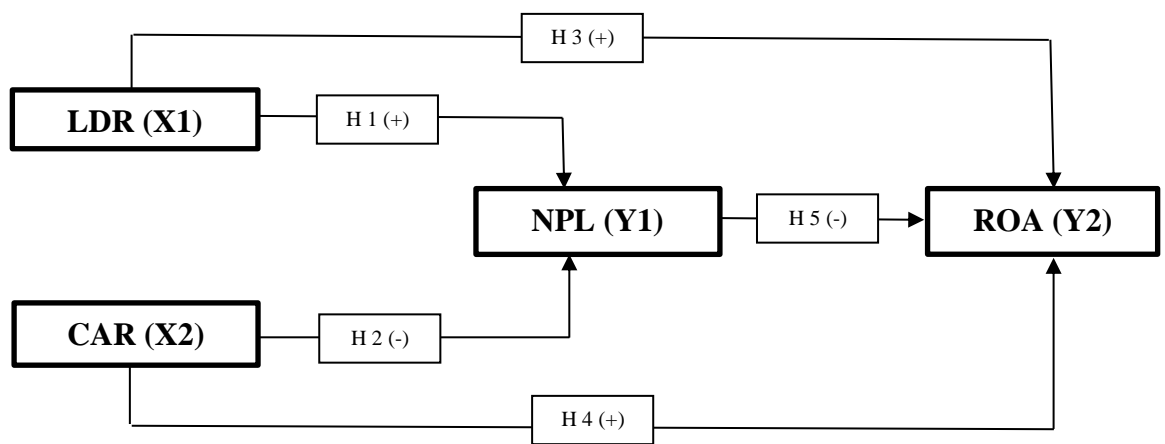 H 3 (+)
LDR (X1)
H 1 (+)
NPL (Y1)
H 5 (-)
ROA (Y2)
CAR (X2)
H 2 (-)
H 4 (+)